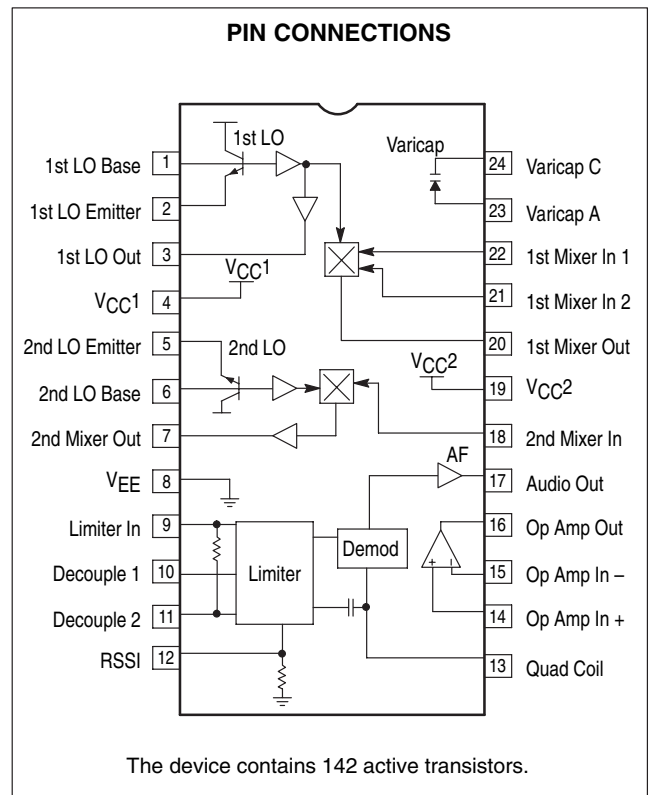 PIN CONNECTIONS
1st LO
Varicap
1st LO Base 1
24 Varicap C
1st LO Emitter 2
23 Varicap A
1st LO Out 3
22 1st Mixer In 1
VCC1
VCC1 4
21 1st Mixer In 2
2nd LO Emitter 5
20 1st Mixer Out
2nd LO
VCC2
2nd LO Base 6
19 VCC2
2nd Mixer Out 7
18 2nd Mixer In
AF
VEE 8
17 Audio Out
Limiter In 9
16 Op Amp Out
Demod
Decouple 1 10
Limiter
+ –
15 Op Amp In –
Decouple 2 11
14 Op Amp In +
RSSI 12
13 Quad Coil
The device contains 142 active transistors.